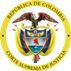 REPÚBLICA DE COLOMBIA
CORTE SUPREMA DE JUSTICIA